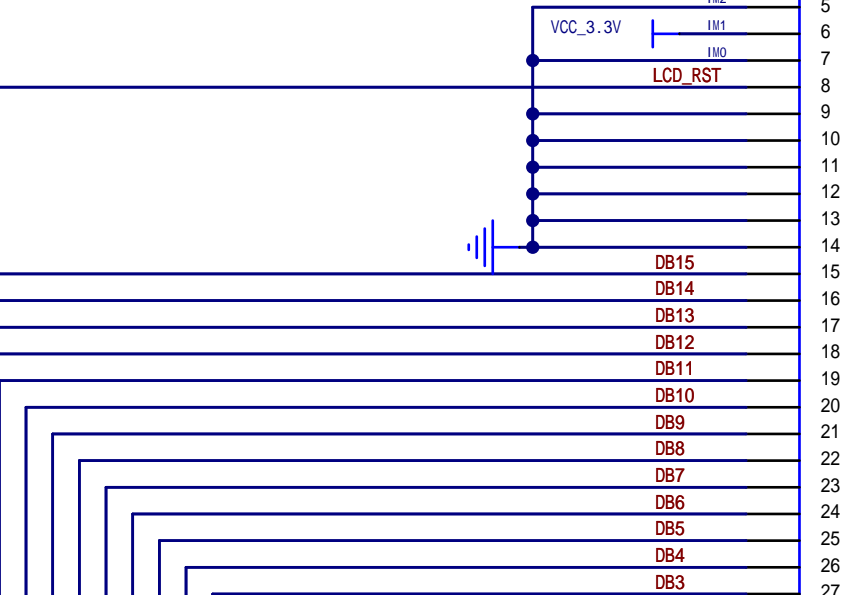 IM2 5
VCC_3.3V IM1 6
IM0 7
LCD_RST 8
9
10
11
12
13
14
DB15 15
DB14 16
DB13 17
DB12 18
DB11 19
DB10 20
DB9 21
DB8 22
DB7 23
DB6 24
DB5 25
DB4 26
DB3 27